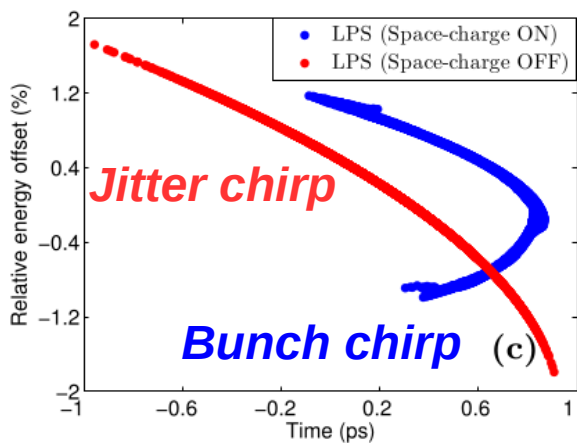 2
LPS (Space-charge ON)
LPS (Space-charge OFF)
1.2
0.4
−0.4
−1.2
−2
Relative energy offset (%)
Jitter chirp
Bunch chirp (c)
−1 −0.6 −0.2 0.2 0.6 1
Time (ps)